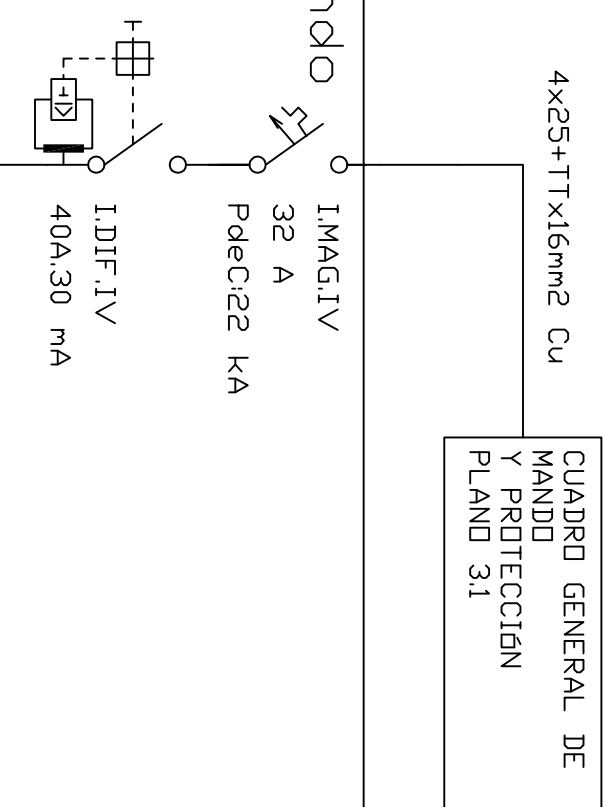 4x25+TTx16mm2 Cu
CUADRO GENERAL DE
MANDO
Y PROTECCIóN
PLANO 3.1
ndo
I.MAG.IV
32 A
PdeC:22 KA
I.DIF.IV
40A.30 mA